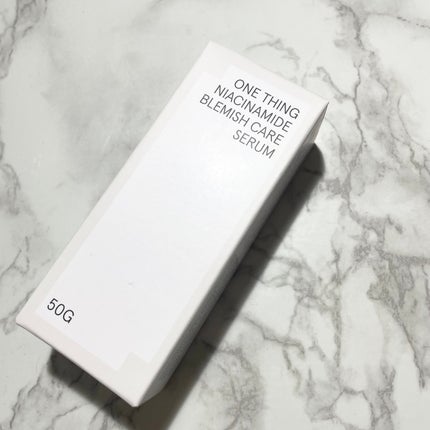 ONE THING
NIACINAMIDE
BLEMISH CARE
SERUM
50G